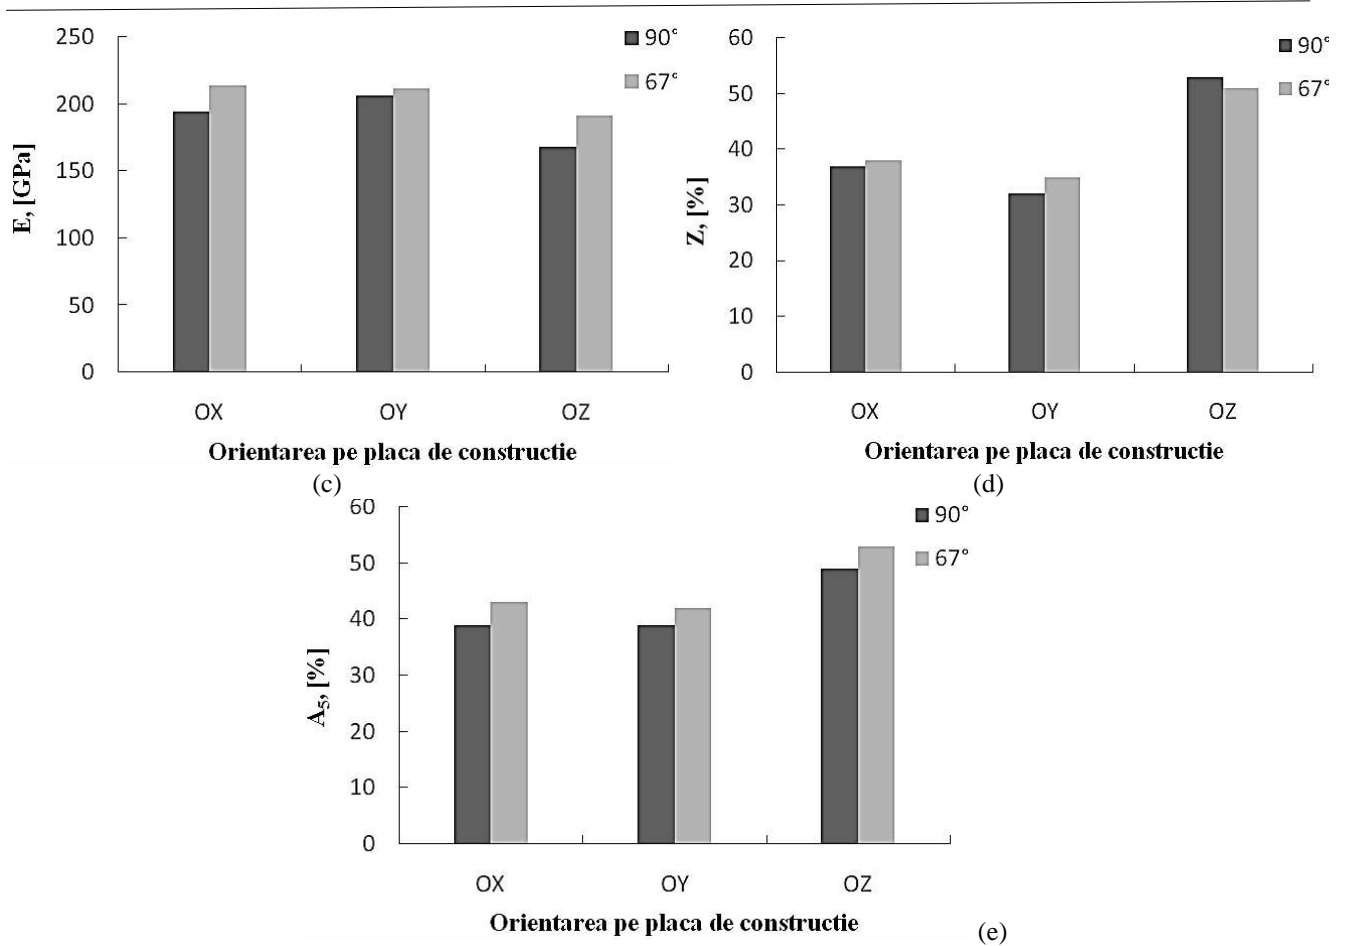 250
200
150
100
50
0
E, [GPa]
90°
67°
OX OY OZ
Orientarea pe placa de constructie
(c)
60
50
40
30
20
10
0
Z, [%]
90°
67°
OX OY OZ
Orientarea pe placa de constructie
(d)
60
50
40
30
20
10
0
A₅, [%]
90°
67°
OX OY OZ
Orientarea pe placa de constructie
(e)